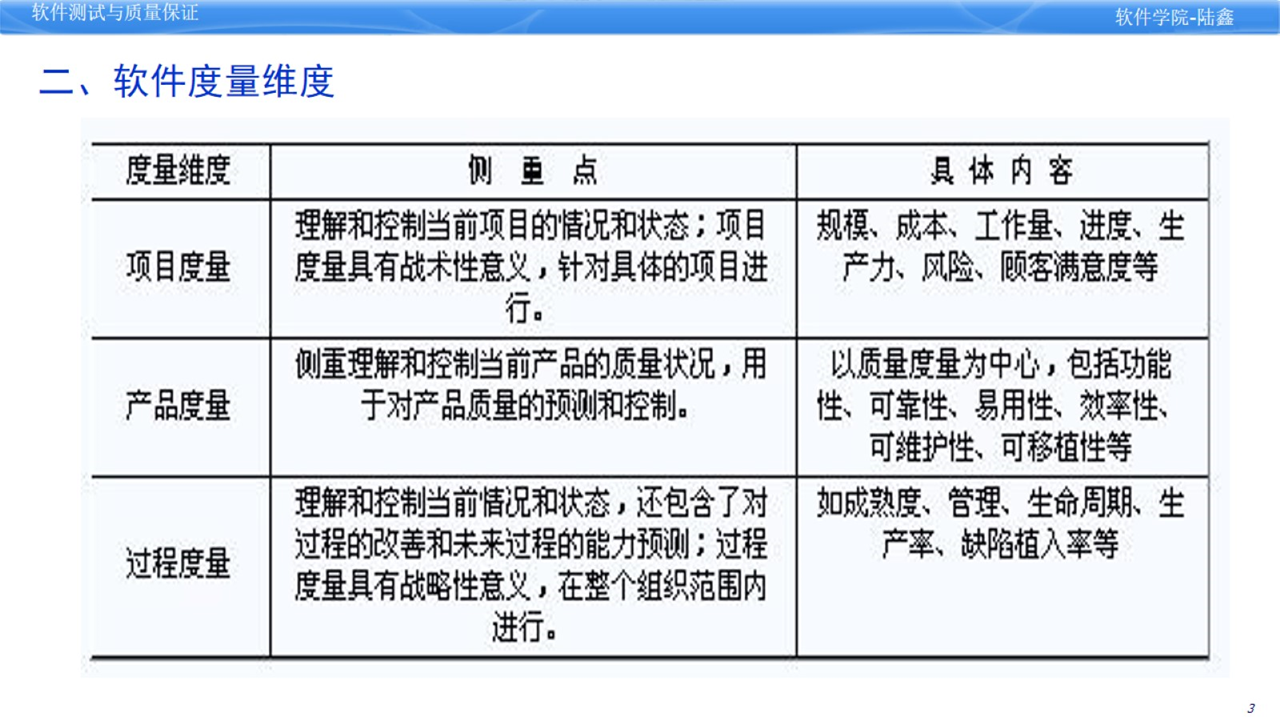 软件测试与质量保证
软件学院-陆鑫
二、软件度量维度
度量维度
侧 重 点
具 体 内 容
项目度量
理解和控制当前项目的情况和状态；项目
度量具有战术性意义，针对具体的项目进
行。
规模、成本、工作量、进度、生
产力、风险、顾客满意度等
产品度量
侧重理解和控制当前产品的质量状况，用
于对产品质量的预测和控制。
以质量度量为中心，包括功能
性、可靠性、易用性、效率性、
可维护性、可移植性等
过程度量
理解和控制当前情况和状态，还包含了对
过程的改善和未来过程的能力预测；过程
度量具有战略性意义，在整个组织范围内
进行。
如成熟度、管理、生命周期、生
产率、缺陷植入率等
3